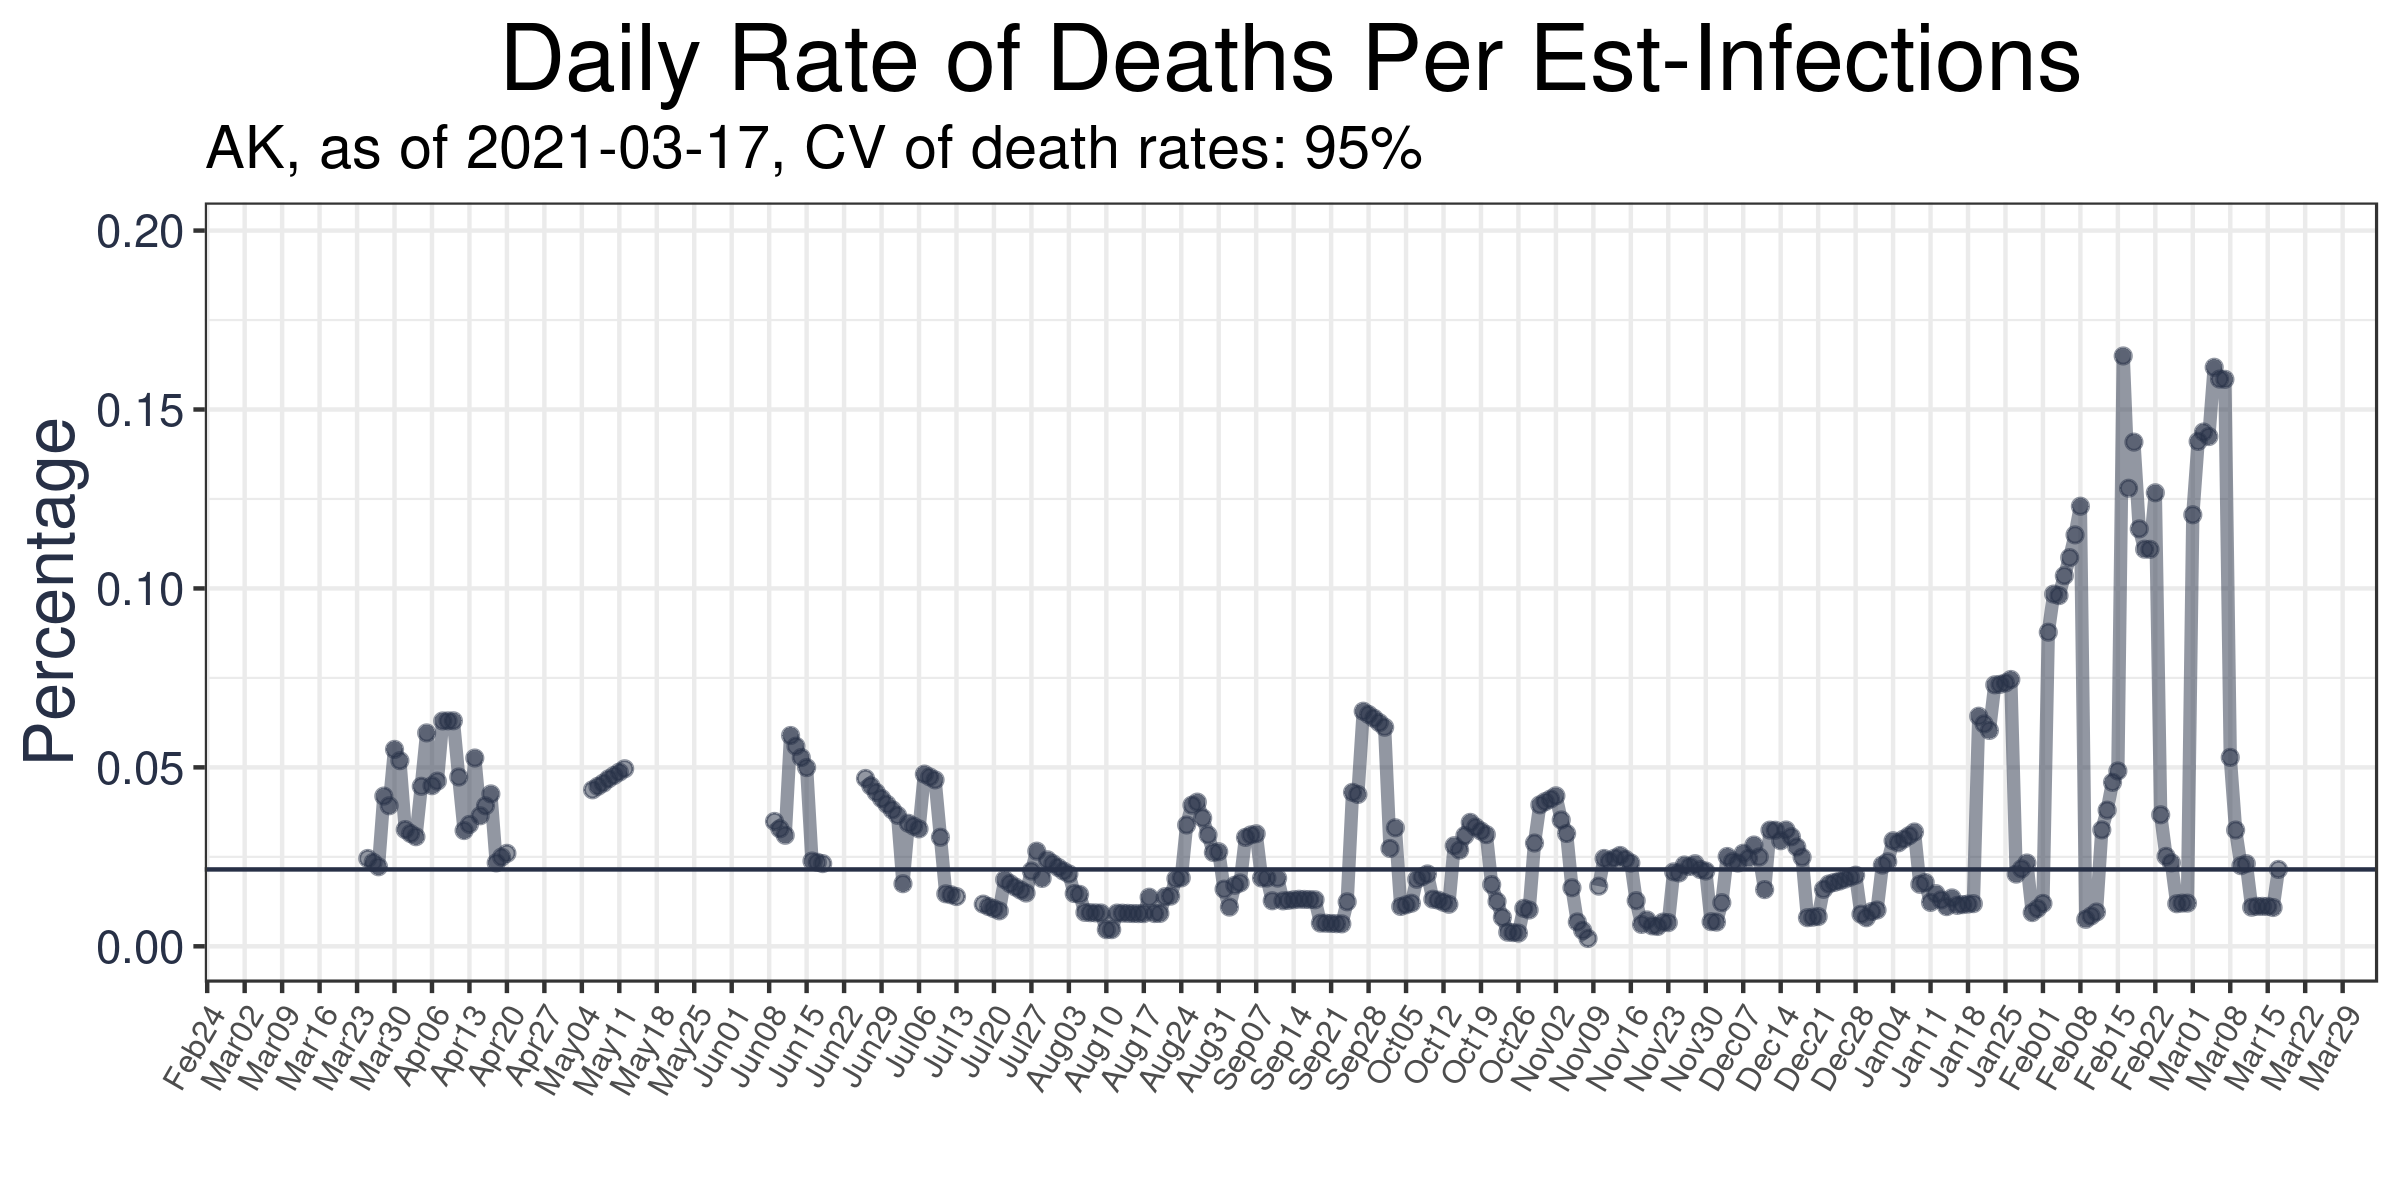 Daily Rate of Deaths Per Est-Infections
AK, as of 2021-03-17, CV of death rates: 95%
Percentage
0.20
0.15
0.10
0.05
0.00
Feb24
Mar02
Mar09
Mar16
Mar23
Mar30
Apr06
Apr13
Apr20
Apr27
May04
May11
May18
May25
Jun01
Jun08
Jun15
Jun22
Jun29
Jul06
Jul13
Jul20
Jul27
Aug03
Aug10
Aug17
Aug24
Aug31
Sep07
Sep14
Sep21
Sep28
Oct05
Oct12
Oct19
Oct26
Nov02
Nov09
Nov16
Nov23
Nov30
Dec07
Dec14
Dec21
Dec28
Jan04
Jan11
Jan18
Jan25
Feb01
Feb08
Feb15
Feb22
Mar01
Mar08
Mar15
Mar22
Mar29